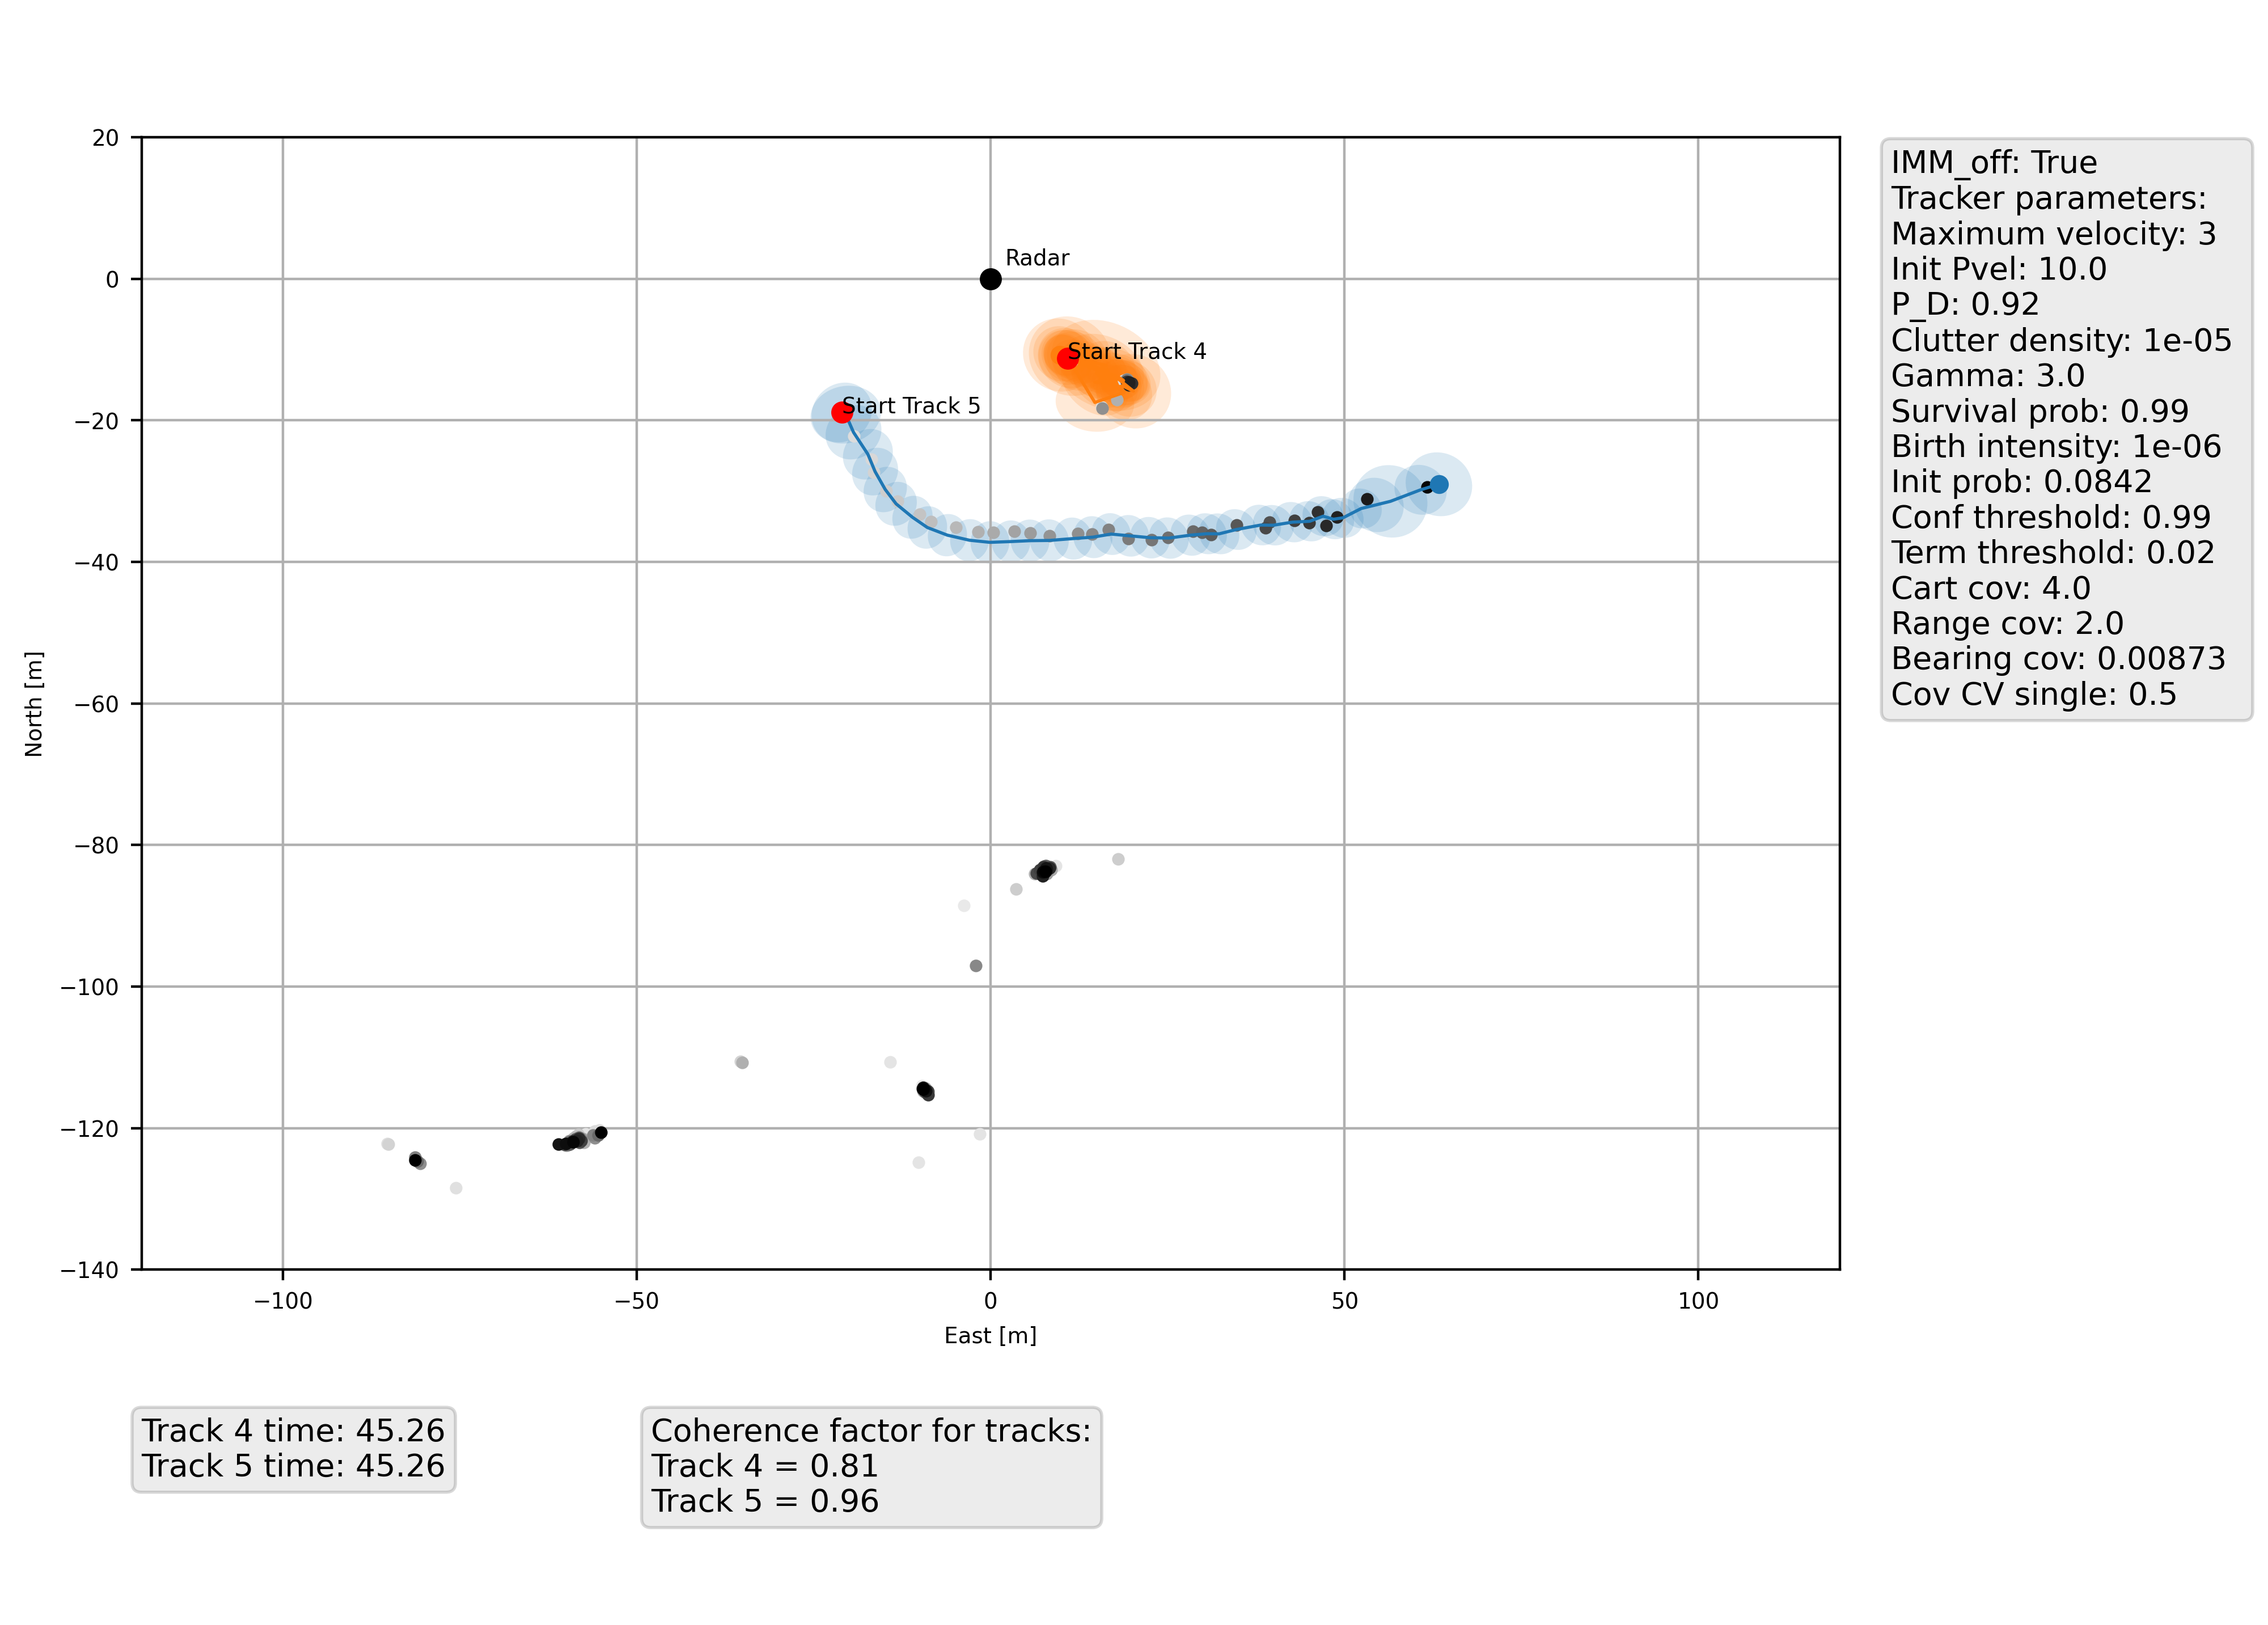 20
0
−20
−40
−60
−80
−100
−120
−140
North [m]
Radar
Start Track 4
Start Track 5
−100
−50
0
50
100
East [m]
IMM_off: True
Tracker parameters:
Maximum velocity: 3
Init Pvel: 10.0
P_D: 0.92
Clutter density: 1e-05
Gamma: 3.0
Survival prob: 0.99
Birth intensity: 1e-06
Init prob: 0.0842
Conf threshold: 0.99
Term threshold: 0.02
Cart cov: 4.0
Range cov: 2.0
Bearing cov: 0.00873
Cov CV single: 0.5
Track 4 time: 45.26
Track 5 time: 45.26
Coherence factor for tracks:
Track 4 = 0.81
Track 5 = 0.96